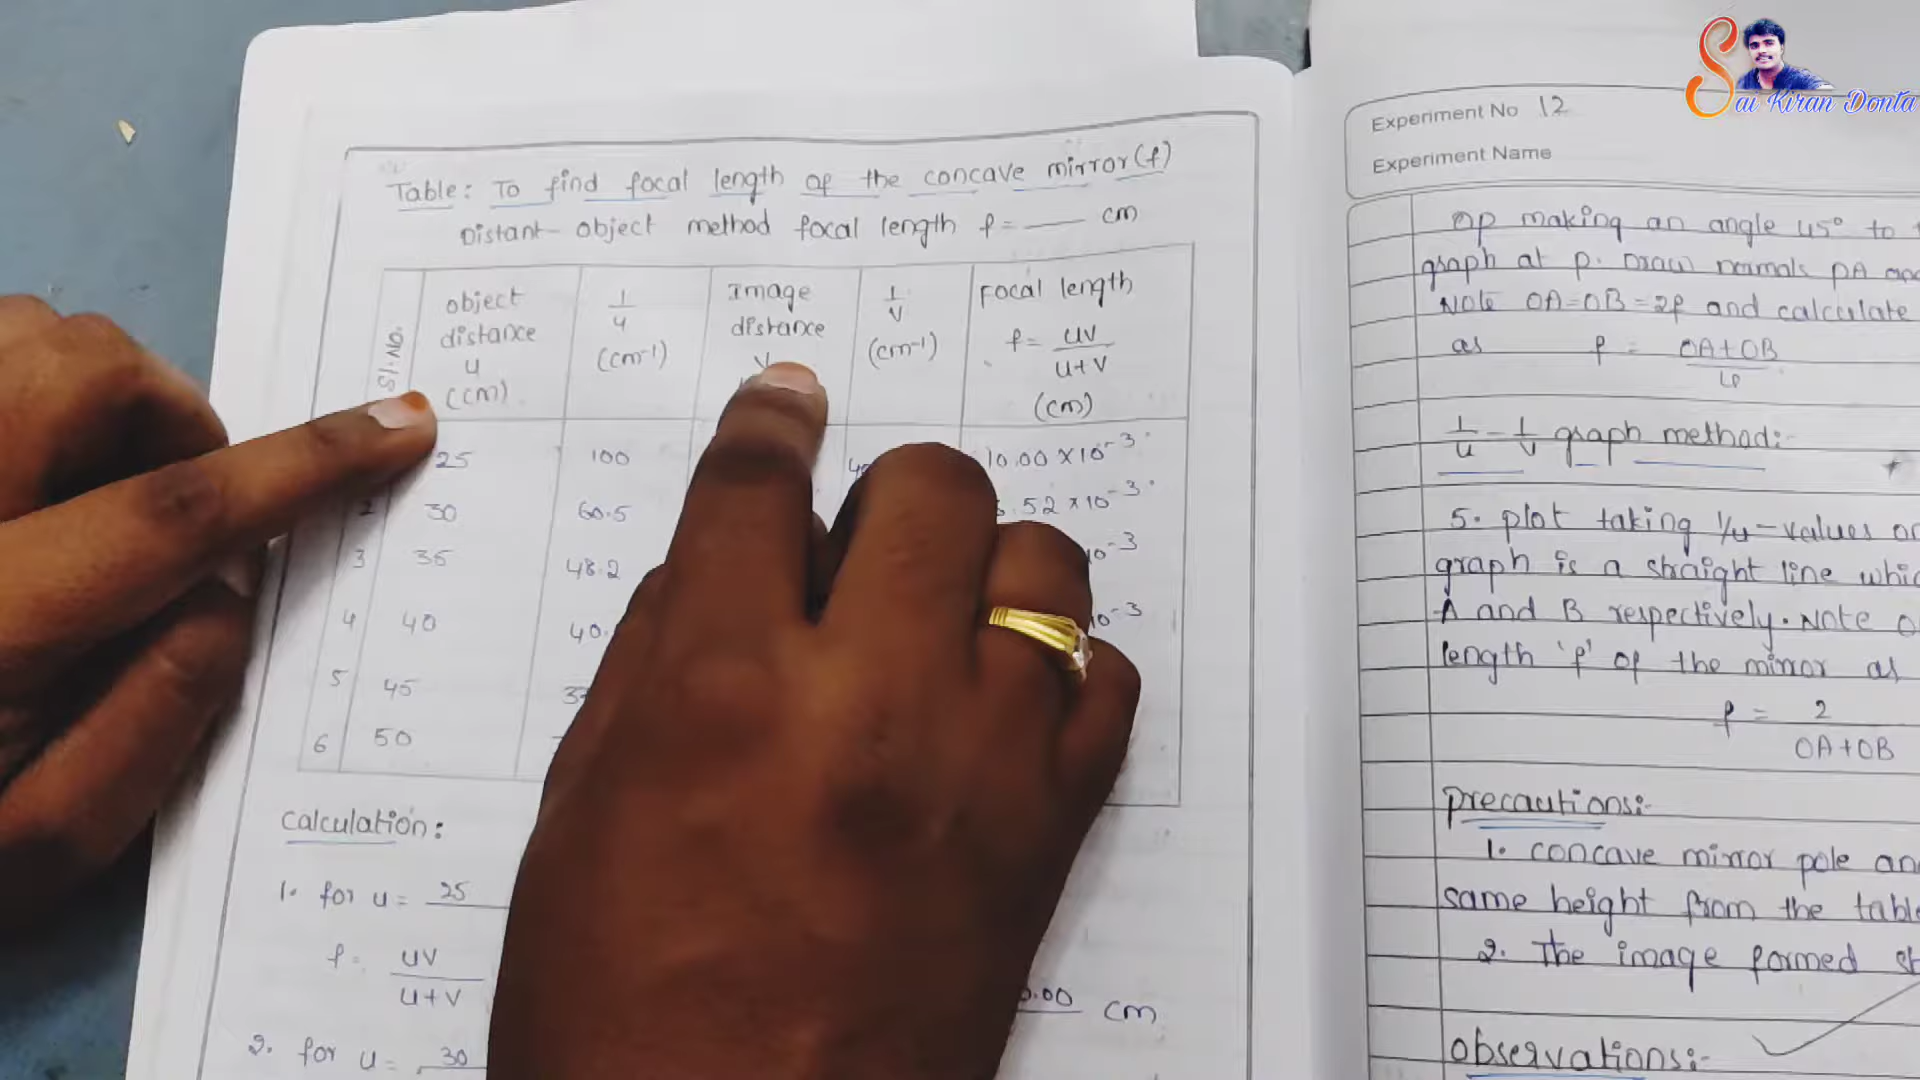 Sai Kiran Donta
Table: To find focal length of the concave mirror (f)
Distant-object method focal length f = ___ cm
Sl.No
object distance u (cm)
1/u (cm-1)
Image distance v
1/v (cm-1)
Focal length f = uv/u+v (cm)
25 100 10.00 x 10-3
2 30 60.5 .52 x 10-3
3 35 48.2 10-3
4 40 40. 10-3
5 45
6 50
Calculation:
1. for u = 25
f = uv/u+v
.00 cm
2. for u = 30
Experiment No 12
Experiment Name
OP making an angle 45° to
graph at P. Draw normals PA and
Note OA=OB=2f and calculate
as f = OA+OB/4
1/u - 1/v graph method:-
5. plot taking 1/u-values on
graph is a straight line whic
A and B respectively. Note
length 'f' of the mirror as
f = 2/OA+OB
precautions:-
1. concave mirror pole an
same height from the table
2. The image formed sh
observations:-